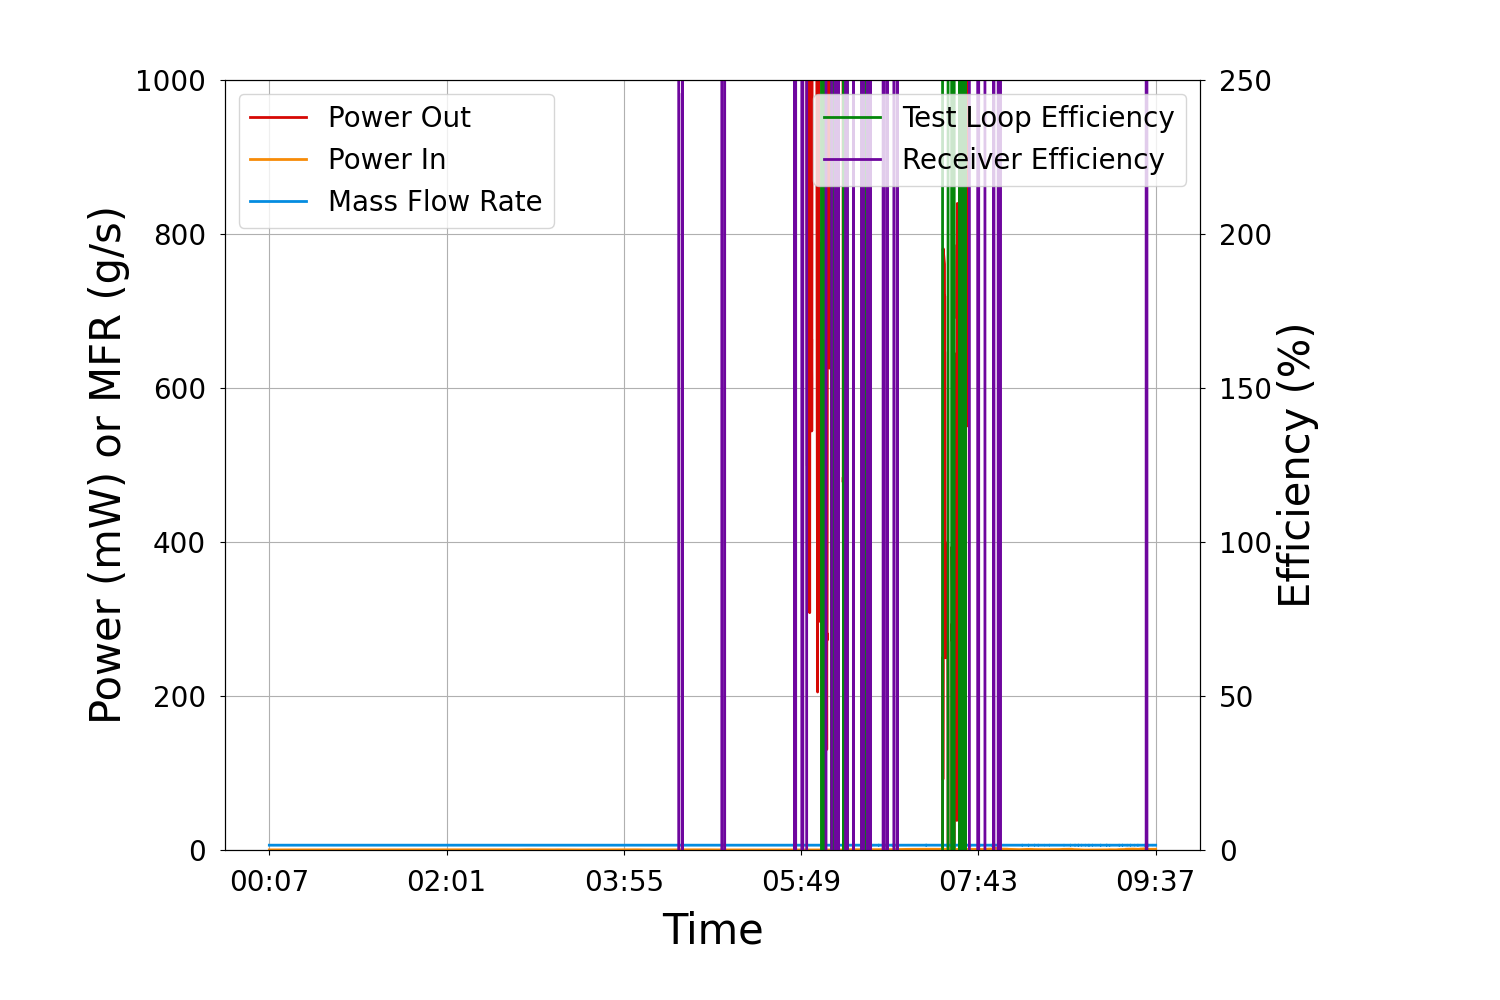 Power (mW) or MFR (g/s)
1000
800
600
400
200
0
Power Out
Power In
Mass Flow Rate
Test Loop Efficiency
Receiver Efficiency
250
200
150
100
50
0
Efficiency (%)
00:07 02:01 03:55 05:49 07:43 09:37
Time